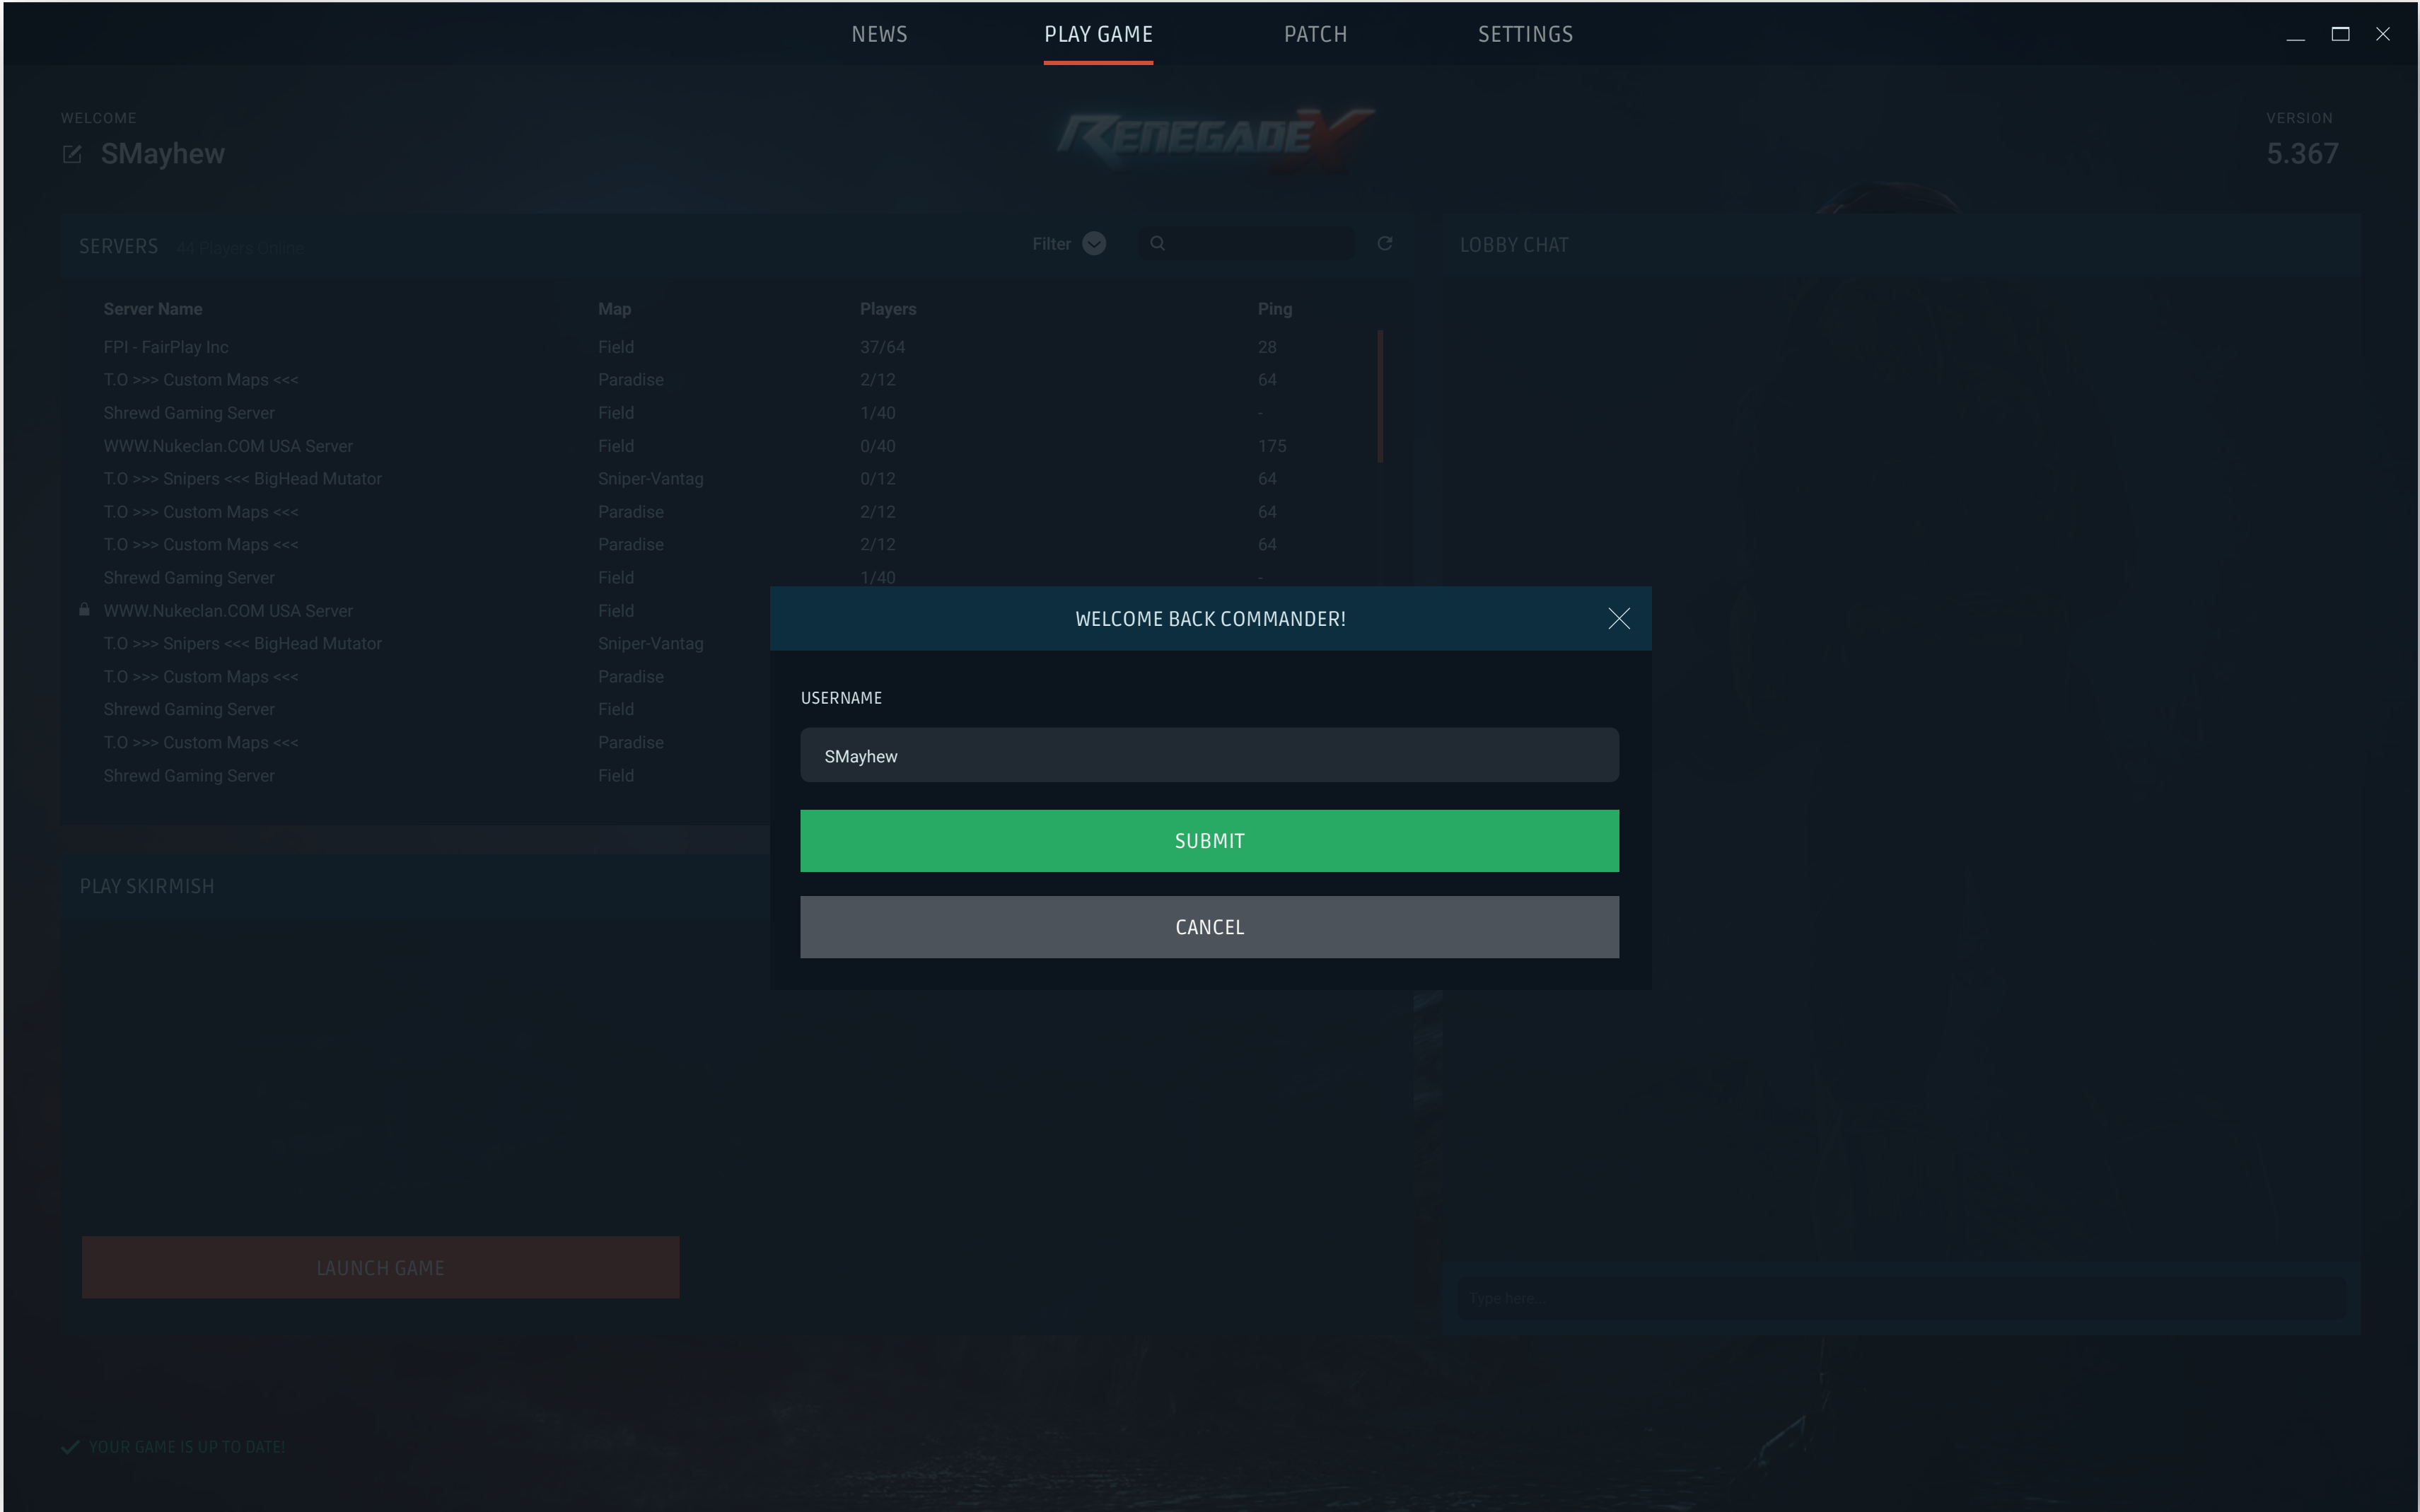 NEWS PLAY GAME PATCH SETTINGS
WELCOME
SMayhew
RENEGADE X
VERSION
5.367
SERVERS 44 Players Online Filter
LOBBY CHAT
Server Name Map Players Ping
FPI - FairPlay Inc Field 37/64 28
T.O >>> Custom Maps <<< Paradise 2/12 64
Shrewd Gaming Server Field 1/40 -
WWW.Nukeclan.COM USA Server Field 0/40 175
T.O >>> Snipers <<< BigHead Mutator Sniper-Vantag 0/12 64
T.O >>> Custom Maps <<< Paradise 2/12 64
T.O >>> Custom Maps <<< Paradise 2/12 64
Shrewd Gaming Server Field 1/40 -
WWW.Nukeclan.COM USA Server Field
T.O >>> Snipers <<< BigHead Mutator Sniper-Vantag
T.O >>> Custom Maps <<< Paradise
Shrewd Gaming Server Field
T.O >>> Custom Maps <<< Paradise
Shrewd Gaming Server Field
WELCOME BACK COMMANDER!
USERNAME
SMayhew
SUBMIT
CANCEL
PLAY SKIRMISH
LAUNCH GAME
Type here...
YOUR GAME IS UP TO DATE!